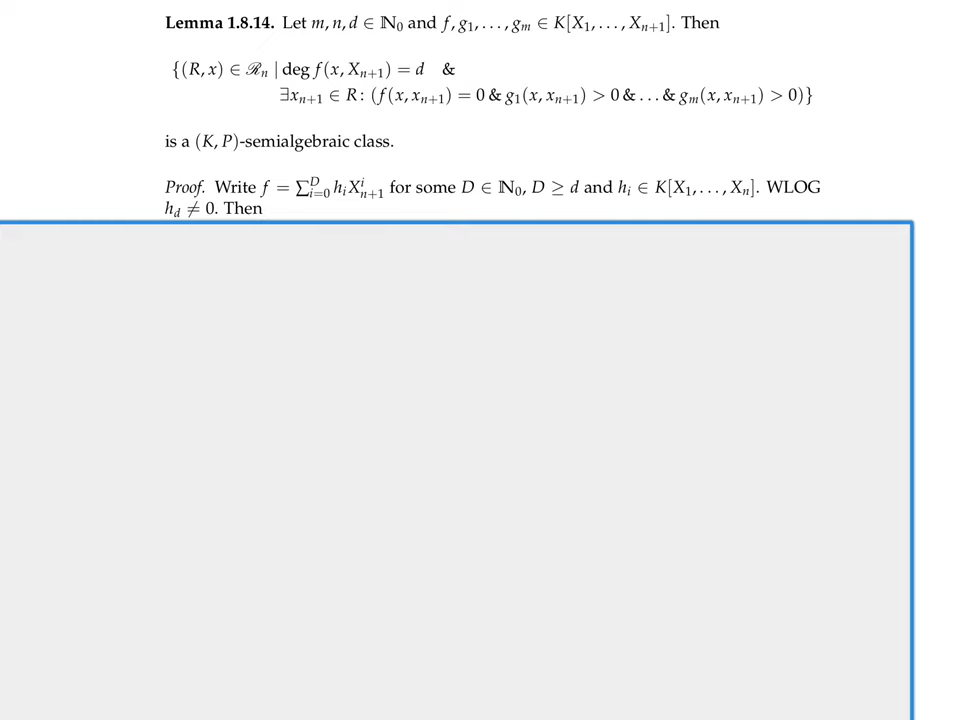 Lemma 1.8.14. Let m, n, d ∈ ℕ₀ and f, g₁, . . . , gₘ ∈ K[X₁, . . . , Xₙ₊₁]. Then
{(R, x) ∈ ℛₙ | deg f(x, Xₙ₊₁) = d &
∃xₙ₊₁ ∈ R : (f(x, xₙ₊₁) = 0 & g₁(x, xₙ₊₁) > 0 & . . . & gₘ(x, xₙ₊₁) > 0)}
is a (K, P)-semialgebraic class.
Proof. Write f = ∑ᵢ₌₀ᴰ hᵢXⁱₙ₊₁ for some D ∈ ℕ₀, D ≥ d and hᵢ ∈ K[X₁, . . . , Xₙ]. WLOG
h_d ≠ 0. Then